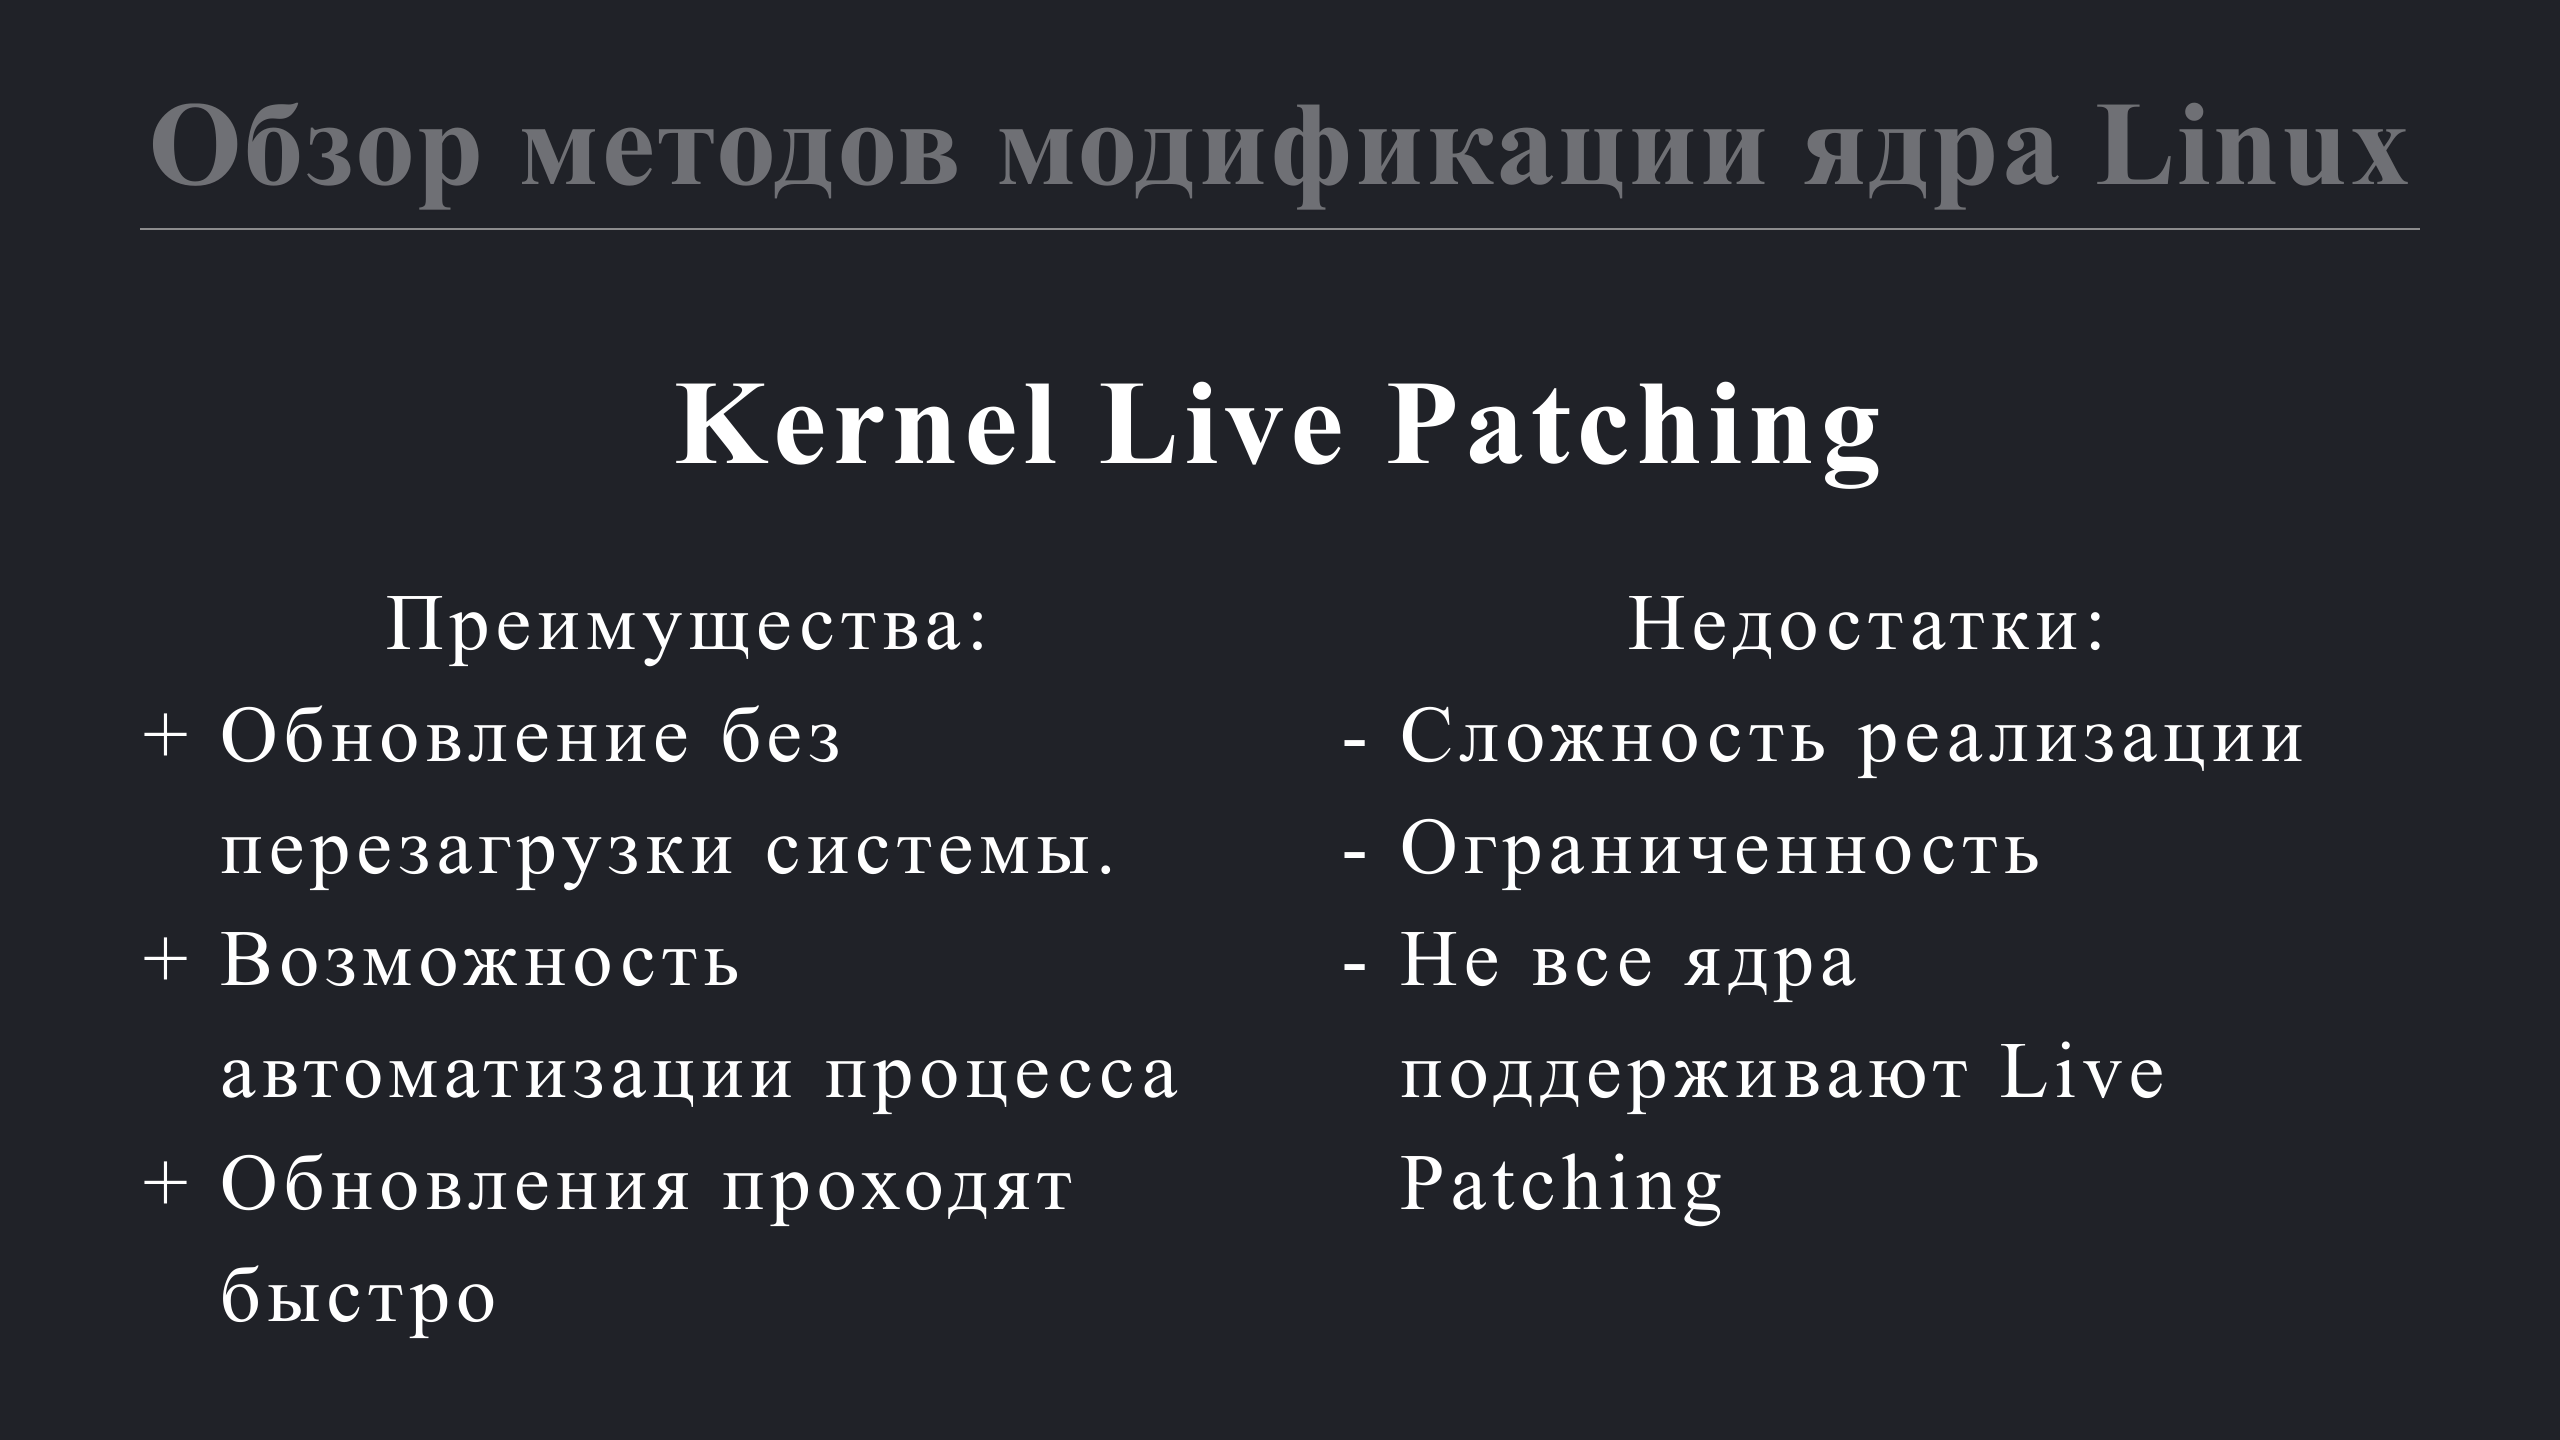 Обзор методов модификации ядра Linux
Kernel Live Patching
Преимущества:
+ Обновление без
перезагрузки системы.
+ Возможность
автоматизации процесса
+ Обновления проходят
быстро
Недостатки:
- Сложность реализации
- Ограниченность
- Не все ядра
поддерживают Live
Patching